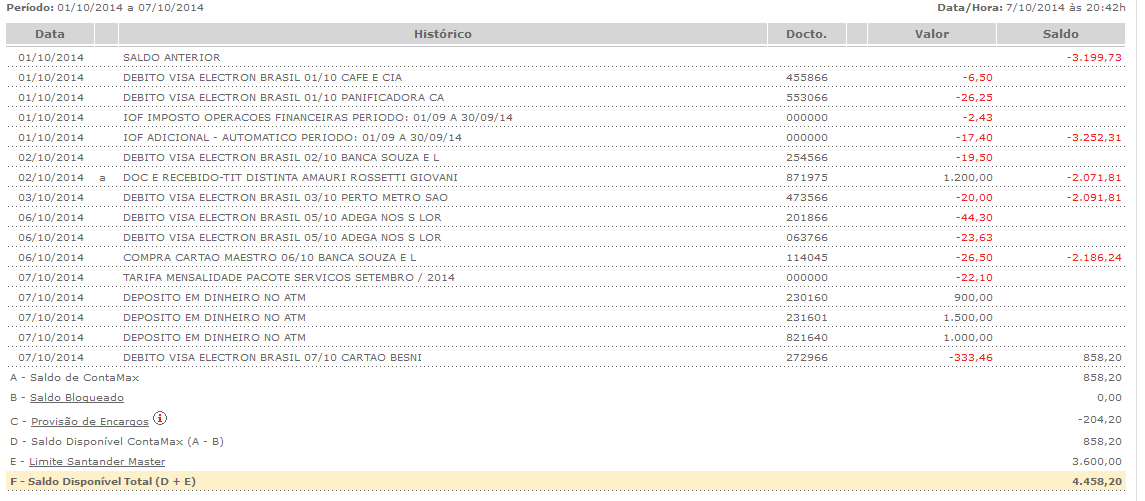 Período: 01/10/2014 a 07/10/2014 Data/Hora: 7/10/2014 às 20:42h
Data Histórico Docto. Valor Saldo
01/10/2014 SALDO ANTERIOR -3.199,73
01/10/2014 DEBITO VISA ELECTRON BRASIL 01/10 CAFE E CIA 455866 -6,50
01/10/2014 DEBITO VISA ELECTRON BRASIL 01/10 PANIFICADORA CA 553066 -26,25
01/10/2014 IOF IMPOSTO OPERACOES FINANCEIRAS PERIODO: 01/09 A 30/09/14 000000 -2,43
01/10/2014 IOF ADICIONAL - AUTOMATICO PERIODO: 01/09 A 30/09/14 000000 -17,40 -3.252,31
02/10/2014 DEBITO VISA ELECTRON BRASIL 02/10 BANCA SOUZA E L 254566 -19,50
02/10/2014 a DOC E RECEBIDO-TIT DISTINTA AMAURI ROSSETTI GIOVANI 871975 1.200,00 -2.071,81
03/10/2014 DEBITO VISA ELECTRON BRASIL 03/10 PERTO METRO SAO 473566 -20,00 -2.091,81
06/10/2014 DEBITO VISA ELECTRON BRASIL 05/10 ADEGA NOS S LOR 201866 -44,30
06/10/2014 DEBITO VISA ELECTRON BRASIL 05/10 ADEGA NOS S LOR 063766 -23,63
06/10/2014 COMPRA CARTAO MAESTRO 06/10 BANCA SOUZA E L 114045 -26,50 -2.186,24
07/10/2014 TARIFA MENSALIDADE PACOTE SERVICOS SETEMBRO / 2014 000000 -22,10
07/10/2014 DEPOSITO EM DINHEIRO NO ATM 230160 900,00
07/10/2014 DEPOSITO EM DINHEIRO NO ATM 231601 1.500,00
07/10/2014 DEPOSITO EM DINHEIRO NO ATM 821640 1.000,00
07/10/2014 DEBITO VISA ELECTRON BRASIL 07/10 CARTAO BESNI 272966 -333,46 858,20
A - Saldo de ContaMax 858,20
B - Saldo Bloqueado 0,00
C - Provisão de Encargos i -204,20
D - Saldo Disponível ContaMax (A - B) 858,20
E - Limite Santander Master 3.600,00
F - Saldo Disponível Total (D + E) 4.458,20